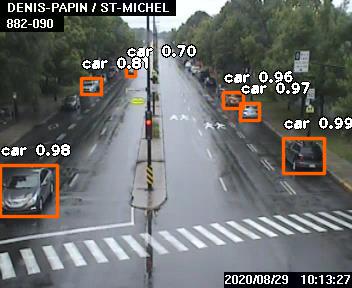 DENIS-PAPIN / ST-MICHEL
882-090
car 0.70
car 0.81
car 0.96
car 0.97
car 0.99
car 0.98
2020/08/29 10:13:27